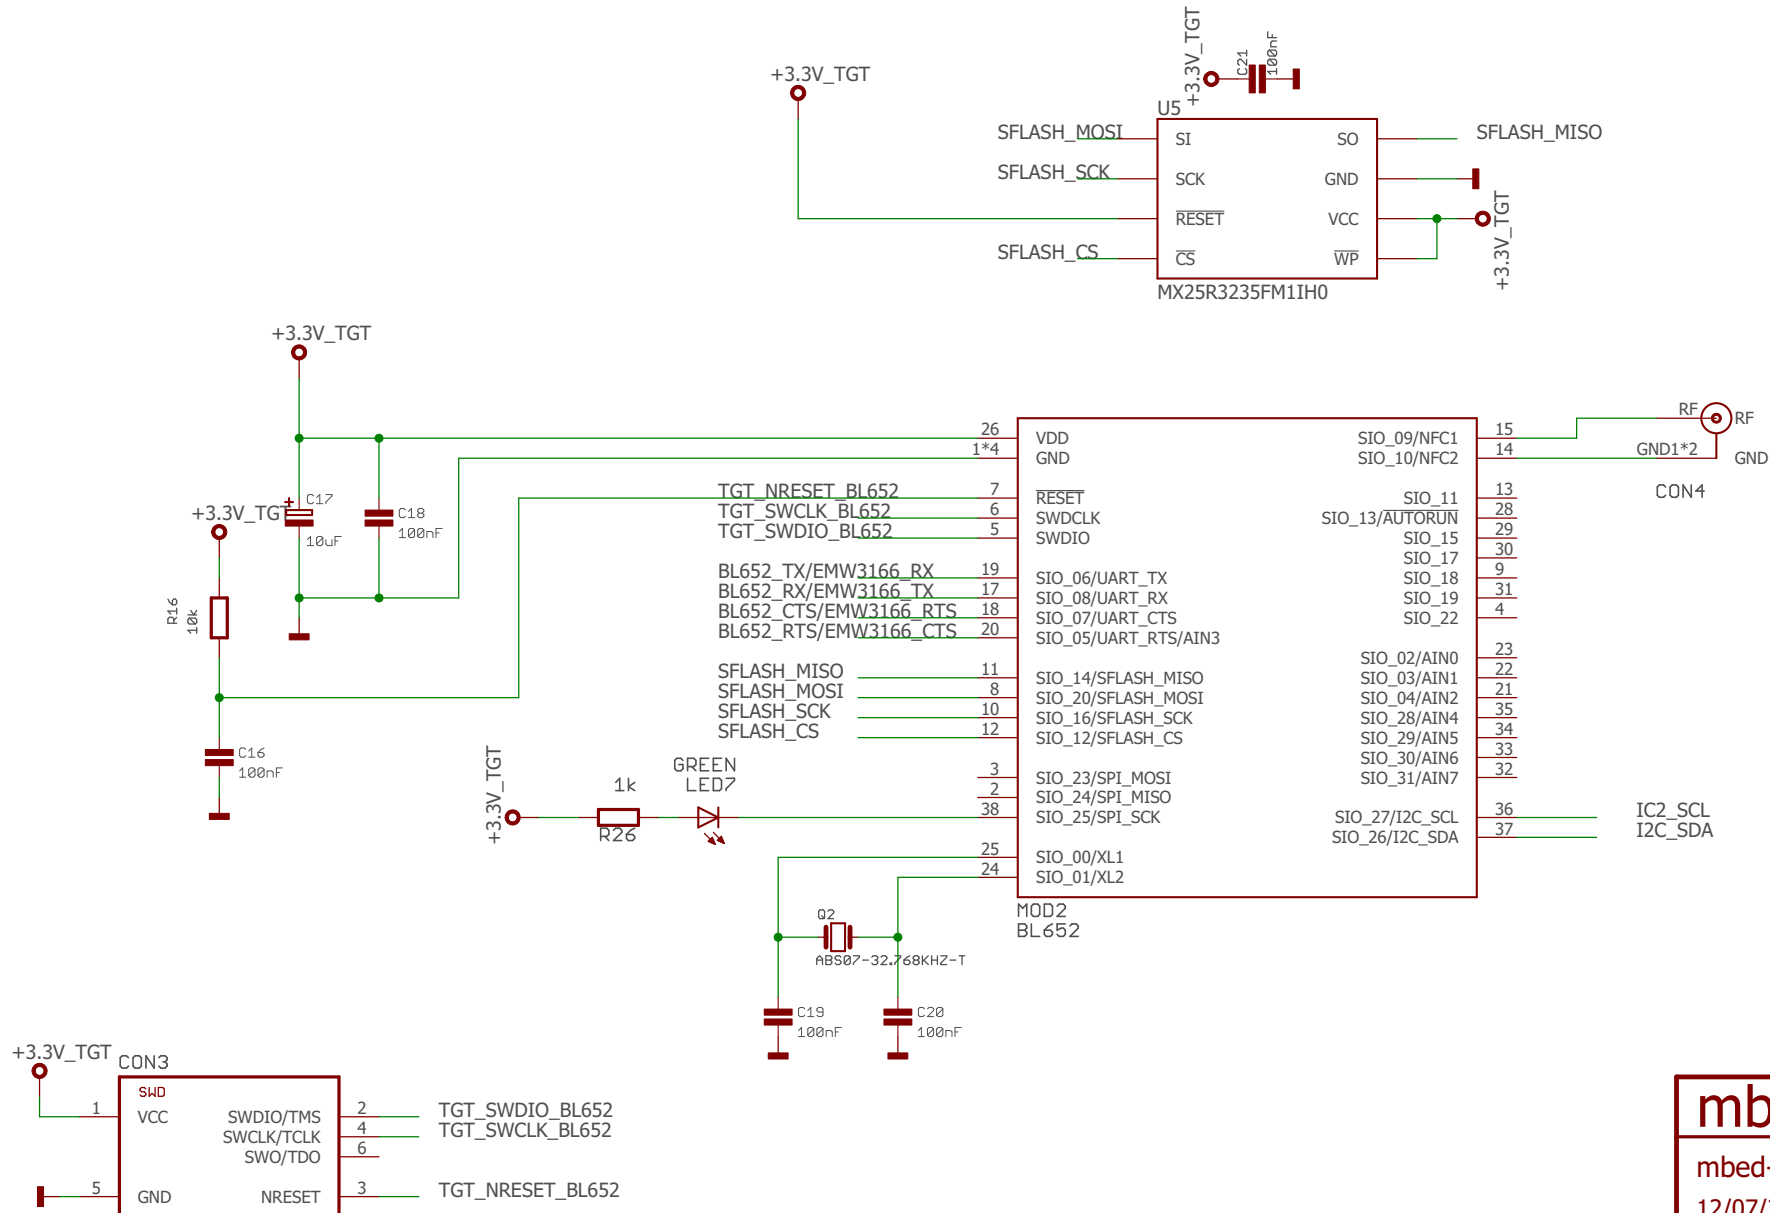 +3.3V_TGT
+3.3V_TGT
C21
100nF
U5
SFLASH_MOSI
SI
SO
SFLASH_MISO
SFLASH_SCK
SCK
GND
RESET
VCC
+3.3V_TGT
SFLASH_CS
CS
WP
MX25R3235FM1IH0
+3.3V_TGT
+3.3V_TGT
C17
10uF
C18
100nF
R16
10k
C16
100nF
26
VDD
1*4
GND
TGT_NRESET_BL652
7
RESET
TGT_SWCLK_BL652
6
SWDCLK
TGT_SWDIO_BL652
5
SWDIO
BL652_TX/EMW3166_RX
19
SIO_06/UART_TX
BL652_RX/EMW3166_TX
17
SIO_08/UART_RX
BL652_CTS/EMW3166_RTS
18
SIO_07/UART_CTS
BL652_RTS/EMW3166_CTS
20
SIO_05/UART_RTS/AIN3
SFLASH_MISO
11
SIO_14/SFLASH_MISO
SFLASH_MOSI
8
SIO_20/SFLASH_MOSI
SFLASH_SCK
10
SIO_16/SFLASH_SCK
SFLASH_CS
12
SIO_12/SFLASH_CS
3
SIO_23/SPI_MOSI
2
SIO_24/SPI_MISO
38
SIO_25/SPI_SCK
+3.3V_TGT
1k
R26
GREEN
LED7
25
SIO_00/XL1
24
SIO_01/XL2
SIO_09/NFC1
15
SIO_10/NFC2
14
RF
RF
GND1*2
GND
CON4
SIO_11
13
SIO_13/AUTORUN
28
SIO_15
29
SIO_17
30
SIO_18
9
SIO_19
31
SIO_22
4
SIO_02/AIN0
23
SIO_03/AIN1
22
SIO_04/AIN2
21
SIO_28/AIN4
35
SIO_29/AIN5
34
SIO_30/AIN6
33
SIO_31/AIN7
32
SIO_27/I2C_SCL
36
IC2_SCL
SIO_26/I2C_SDA
37
I2C_SDA
MOD2
BL652
Q2
ABS07-32.768KHZ-T
C19
100nF
C20
100nF
+3.3V_TGT
CON3
SWD
1
VCC
SWDIO/TMS
2
TGT_SWDIO_BL652
SWCLK/TCLK
4
TGT_SWCLK_BL652
SWO/TDO
6
5
GND
NRESET
3
TGT_NRESET_BL652
mb
mbed-
12/07/